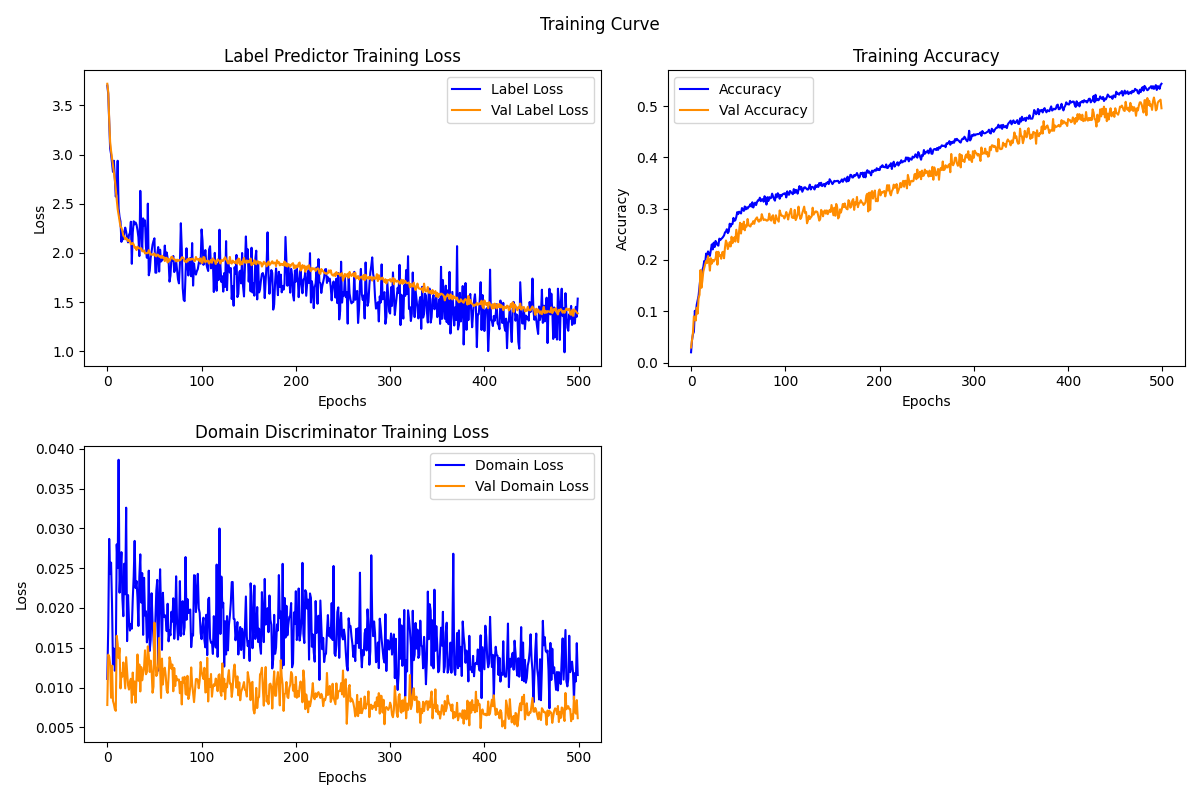 Training Curve
Label Predictor Training Loss
Loss
3.5
3.0
2.5
2.0
1.5
1.0
Label Loss
Val Label Loss
0 100 200 300 400 500
Epochs
Training Accuracy
Accuracy
0.5
0.4
0.3
0.2
0.1
0.0
Accuracy
Val Accuracy
0 100 200 300 400 500
Epochs
Domain Discriminator Training Loss
Loss
0.040
0.035
0.030
0.025
0.020
0.015
0.010
0.005
Domain Loss
Val Domain Loss
0 100 200 300 400 500
Epochs